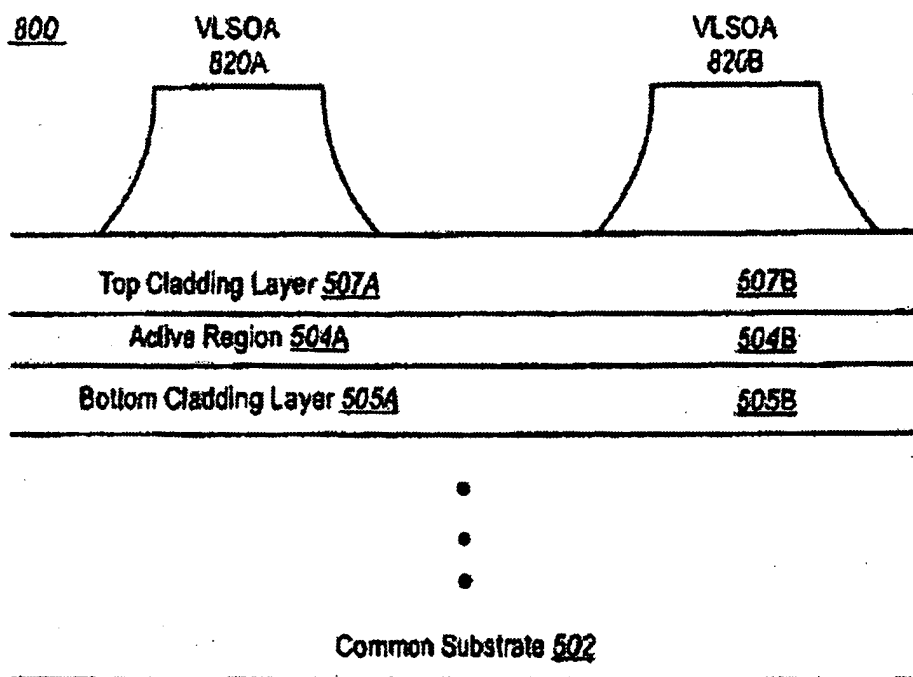 800
VLSOA
820A
VLSOA
820B
Top Cladding Layer 507A
507B
Active Region 504A
504B
Bottom Cladding Layer 505A
505B
Common Substrate 502